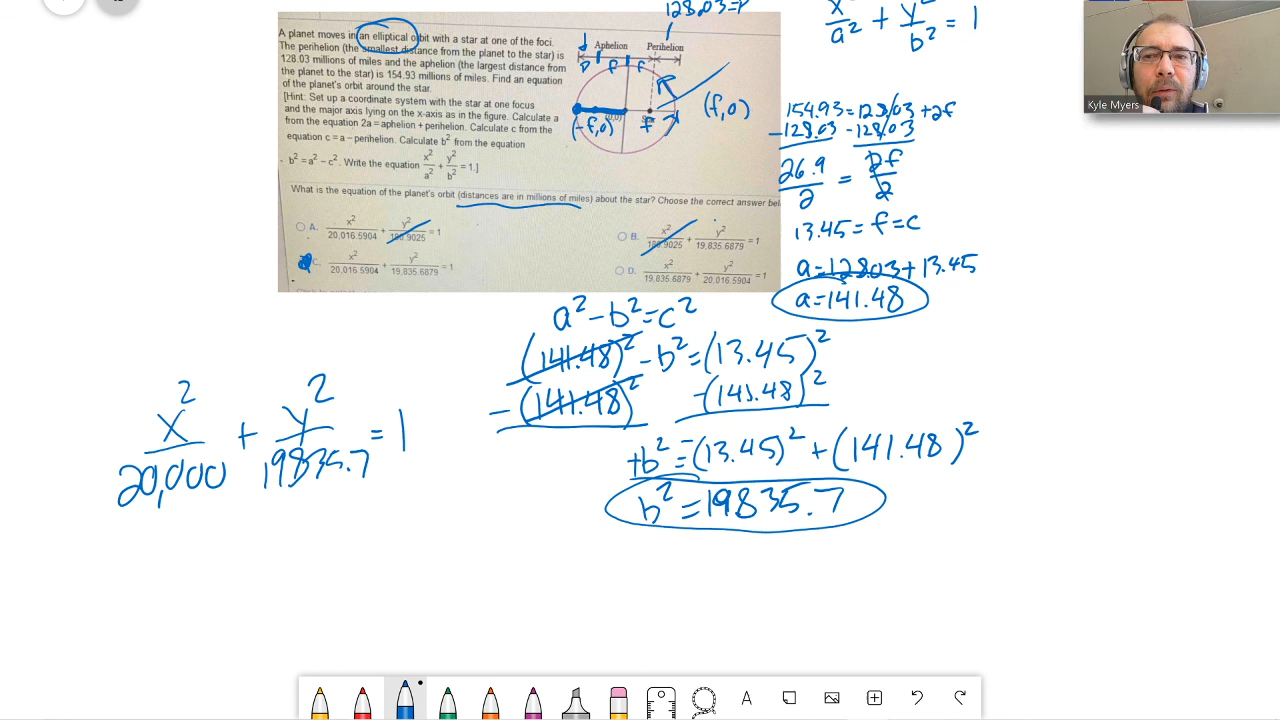 128.03=P
x² / a² + y² / b² = 1
A planet moves in an elliptical orbit with a star at one of the foci.
The perihelion (the smallest distance from the planet to the star) is
128.03 millions of miles and the aphelion (the largest distance from
the planet to the star) is 154.93 millions of miles. Find an equation
of the planet's orbit around the star.
[Hint: Set up a coordinate system with the star at one focus
and the major axis lying on the x-axis as in the figure. Calculate a
from the equation 2a = aphelion + perihelion. Calculate c from the
equation c = a − perihelion. Calculate b² from the equation
b² = a² − c². Write the equation x²/a² + y²/b² = 1.]
Aphelion Perihelion
P f f
(-f,0) f (f,0)
What is the equation of the planet's orbit (distances are in millions of miles) about the star? Choose the correct answer bel
A. x²/20,016.5904 + y²/180.9025 = 1
B. x²/180.9025 + y²/19,835.6879 = 1
C. x²/20,016.5904 + y²/19,835.6879 = 1
D. x²/19,835.6879 + y²/20,016.5904 = 1
154.93=128.03+2f
-128.03 -128.03
26.9/2 = 2f/2
13.45=f=c
a=128.03+13.45
a=141.48
a²-b²=c²
(141.48)²-b²=(13.45)²
-(141.48)² -(141.48)²
+b²=(13.45)²+(141.48)²
b²=19835.7
x²/20,000 + y²/19835.7 = 1
Kyle Myers
A